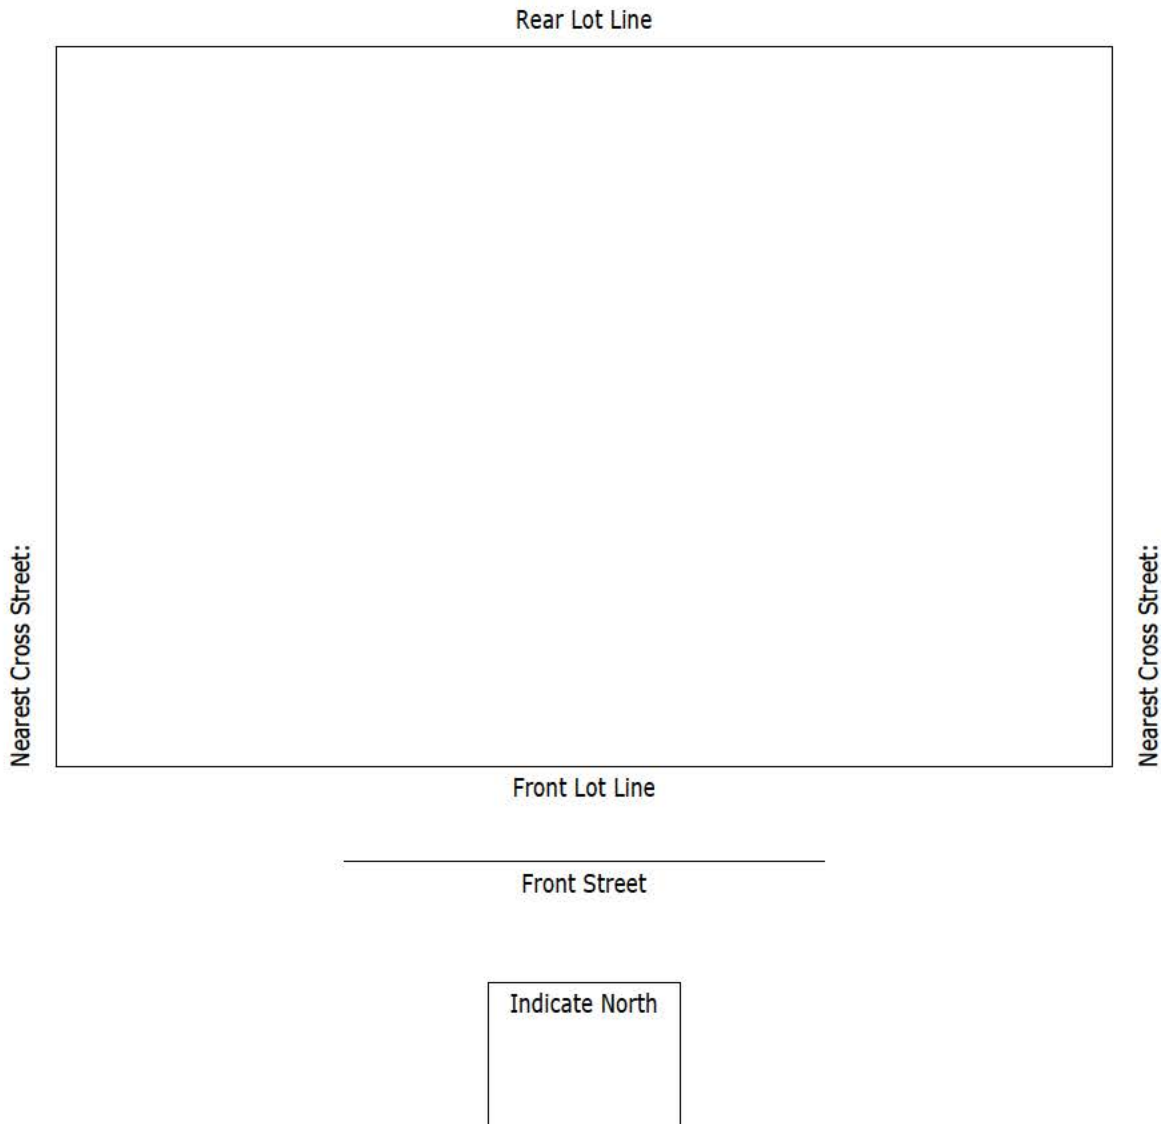 Rear Lot Line
Nearest Cross Street:
Nearest Cross Street:
Front Lot Line
Front Street
Indicate North